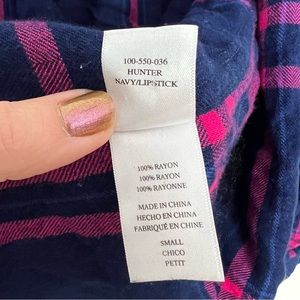 100-550-036
HUNTER
NAVY/LIPSTICK
100% RAYON
100% RAYON
100% RAYONNE
MADE IN CHINA
HECHO EN CHINA
FABRIQUÉ EN CHINE
SMALL
CHICO
PETIT